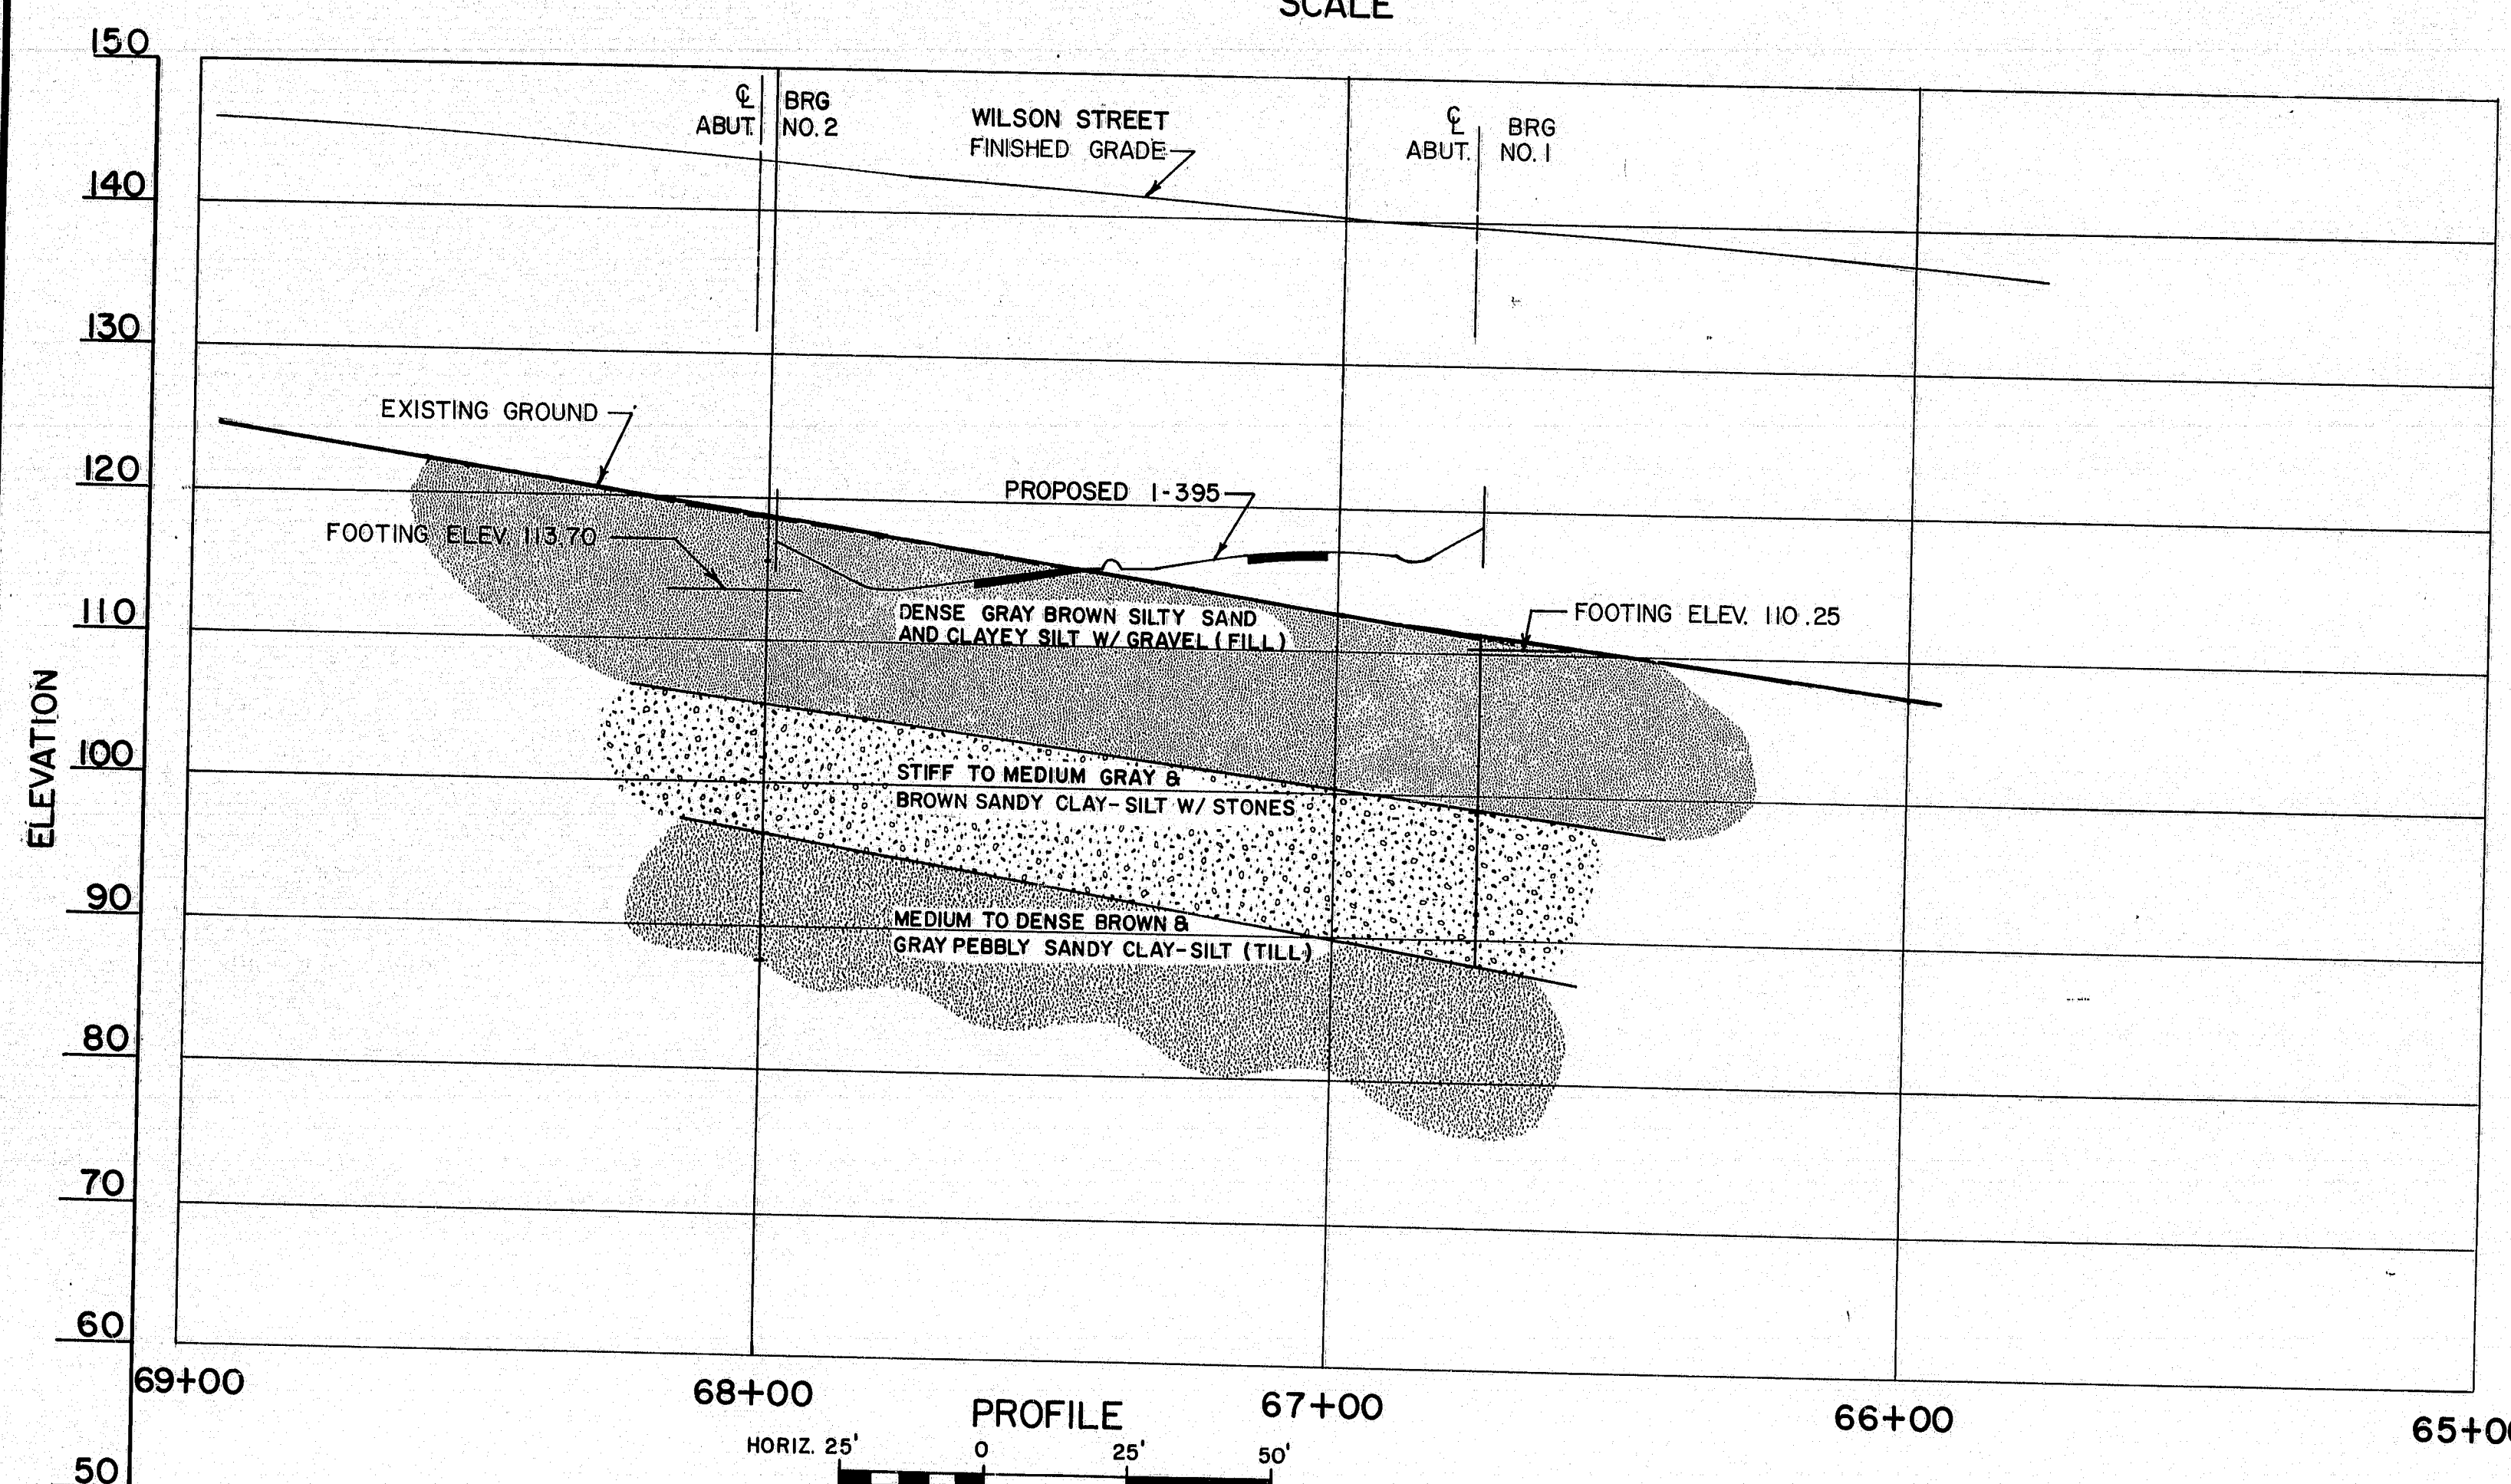 SCALE
150
140
130
120
110
100
90
80
70
60
50
ELEVATION
℄ BRG
ABUT. NO. 2
WILSON STREET
FINISHED GRADE
℄ BRG
ABUT. NO. 1
EXISTING GROUND
PROPOSED I-395
FOOTING ELEV. 113.70
FOOTING ELEV. 110.25
DENSE GRAY BROWN SILTY SAND
AND CLAYEY SILT W/ GRAVEL (FILL)
STIFF TO MEDIUM GRAY &
BROWN SANDY CLAY-SILT W/ STONES
MEDIUM TO DENSE BROWN &
GRAY PEBBLY SANDY CLAY-SILT (TILL)
69+00 68+00 67+00 66+00 65+00
PROFILE
HORIZ. 25' 0 25' 50'